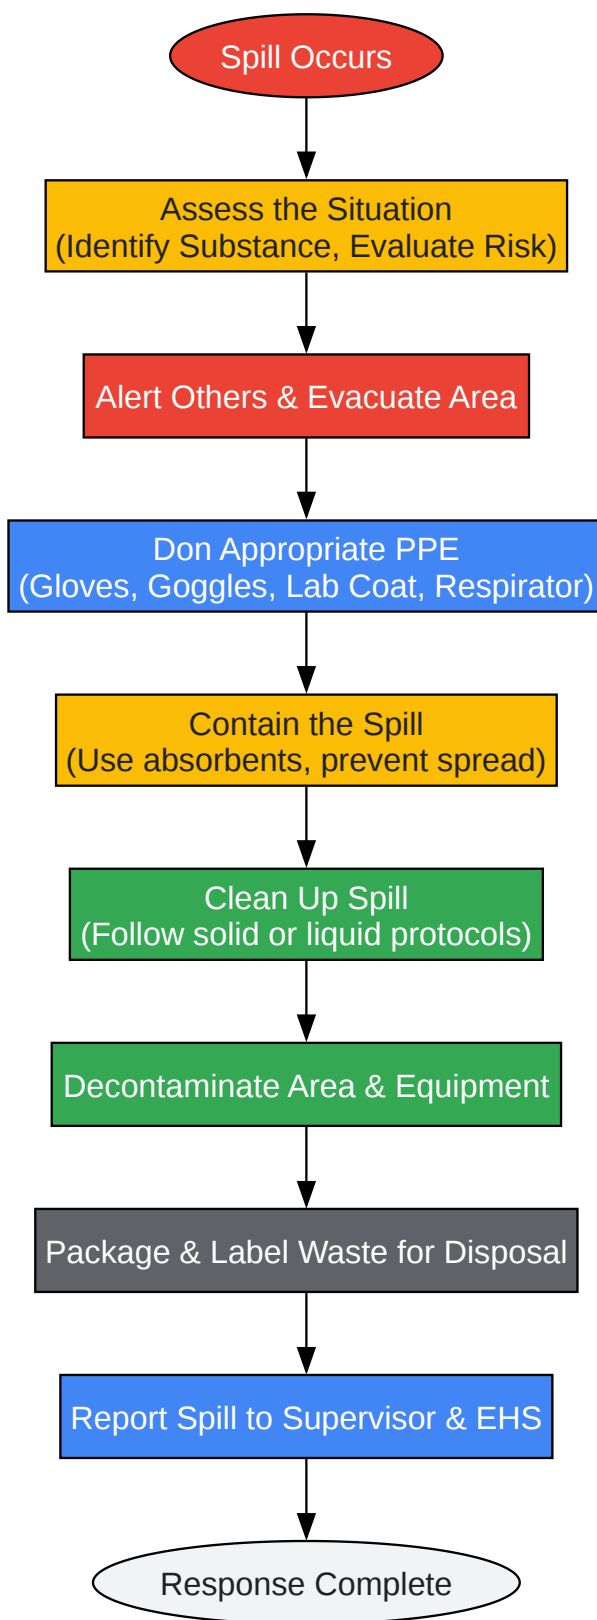 Spill Occurs
Assess the Situation
(Identify Substance, Evaluate Risk)
Alert Others & Evacuate Area
Don Appropriate PPE
(Gloves, Goggles, Lab Coat, Respirator)
Contain the Spill
(Use absorbents, prevent spread)
Clean Up Spill
(Follow solid or liquid protocols)
Decontaminate Area & Equipment
Package & Label Waste for Disposal
Report Spill to Supervisor & EHS
Response Complete